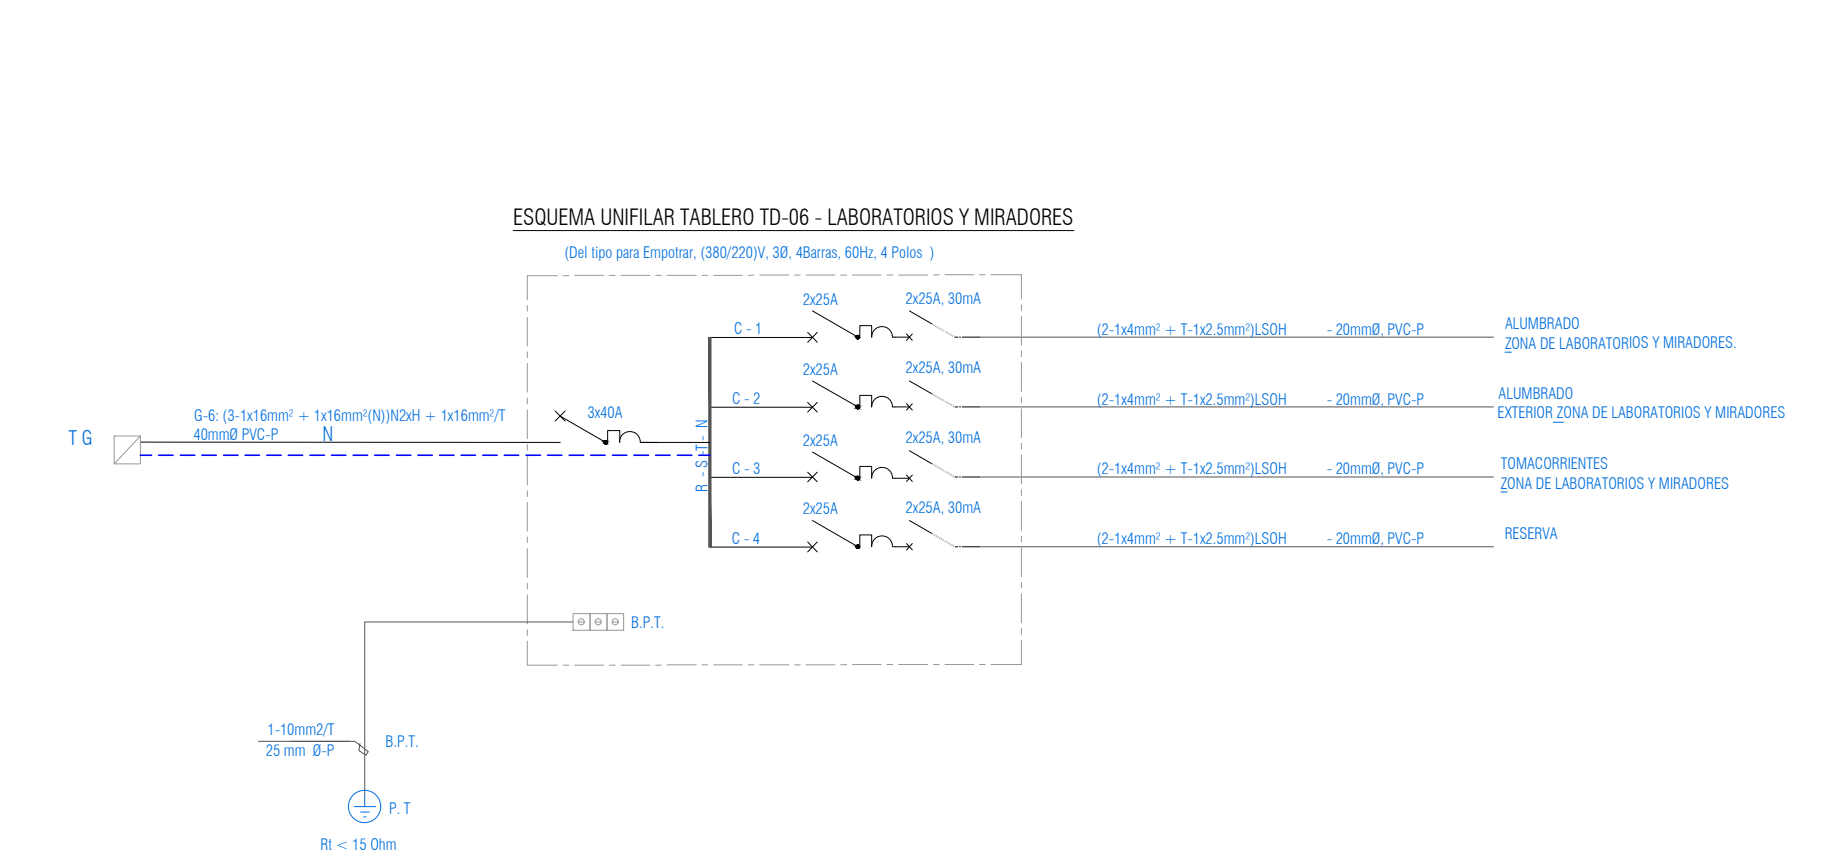 ESQUEMA UNIFILAR TABLERO TD-06 - LABORATORIOS Y MIRADORES
(Del tipo para Empotrar, (380/220)V, 3Ø, 4Barras, 60Hz, 4 Polos )
T G
G-6: (3-1x16mm² + 1x16mm²(N))N2xH + 1x16mm²/T
40mmØ PVC-P
N
3x40A
R - S - T - N
C - 1
2x25A
2x25A, 30mA
(2-1x4mm² + T-1x2.5mm²)LSOH - 20mmØ, PVC-P
ALUMBRADO
ZONA DE LABORATORIOS Y MIRADORES.
C - 2
2x25A
2x25A, 30mA
(2-1x4mm² + T-1x2.5mm²)LSOH - 20mmØ, PVC-P
ALUMBRADO
EXTERIOR ZONA DE LABORATORIOS Y MIRADORES
C - 3
2x25A
2x25A, 30mA
(2-1x4mm² + T-1x2.5mm²)LSOH - 20mmØ, PVC-P
TOMACORRIENTES
ZONA DE LABORATORIOS Y MIRADORES
C - 4
2x25A
2x25A, 30mA
(2-1x4mm² + T-1x2.5mm²)LSOH - 20mmØ, PVC-P
RESERVA
B.P.T.
1-10mm2/T
25 mm Ø-P
B.P.T.
P. T
Rt < 15 Ohm